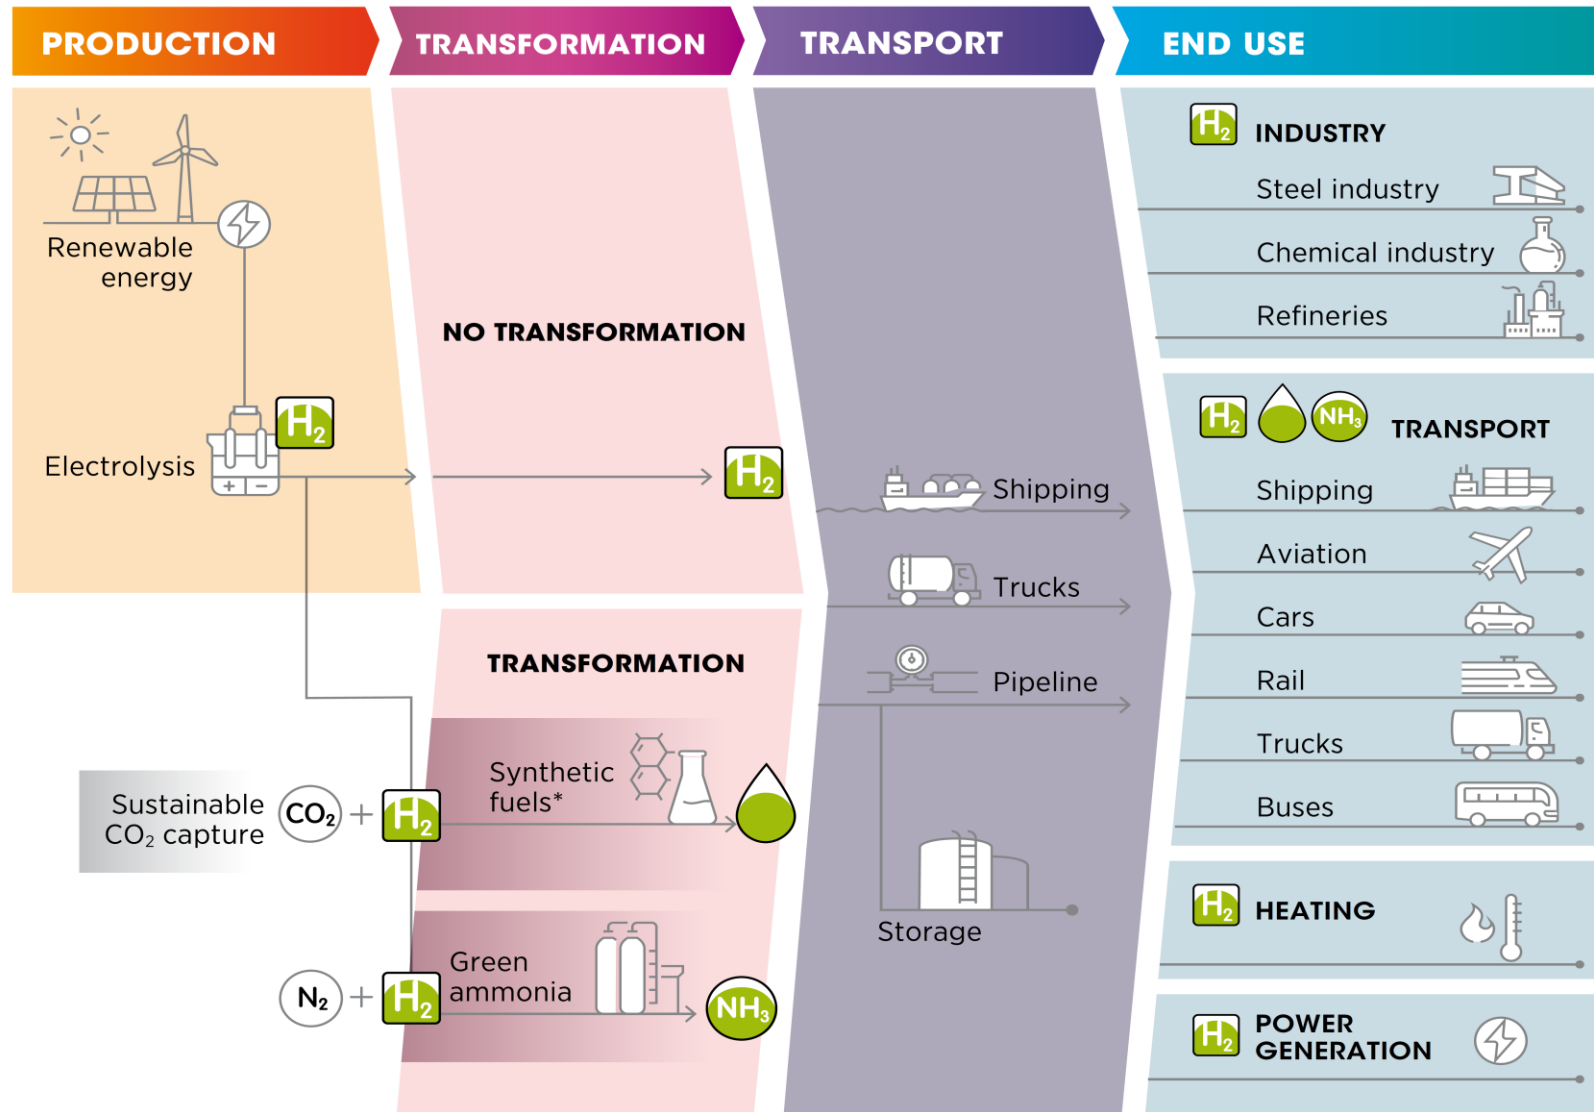 PRODUCTION
TRANSFORMATION
TRANSPORT
END USE
Renewable
energy
Electrolysis
H₂
+ −
NO TRANSFORMATION
H₂
TRANSFORMATION
Sustainable
CO₂ capture
CO₂ + H₂
Synthetic
fuels*
N₂ + H₂
Green
ammonia
NH₃
Shipping
Trucks
Pipeline
Storage
H₂ INDUSTRY
Steel industry
Chemical industry
Refineries
H₂ NH₃ TRANSPORT
Shipping
Aviation
Cars
Rail
Trucks
Buses
H₂ HEATING
H₂ POWER
GENERATION